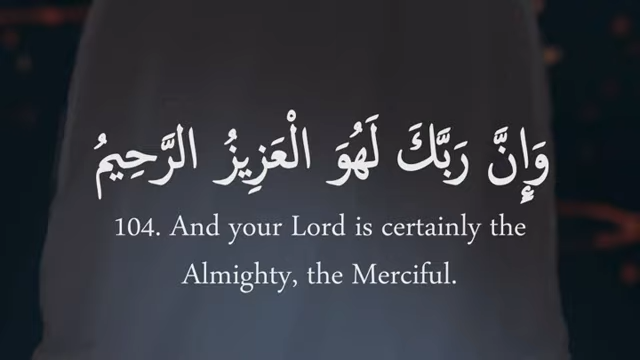 وَإِنَّ رَبَّكَ لَهُوَ الْعَزِيزُ الرَّحِيمُ
104. And your Lord is certainly the
Almighty, the Merciful.